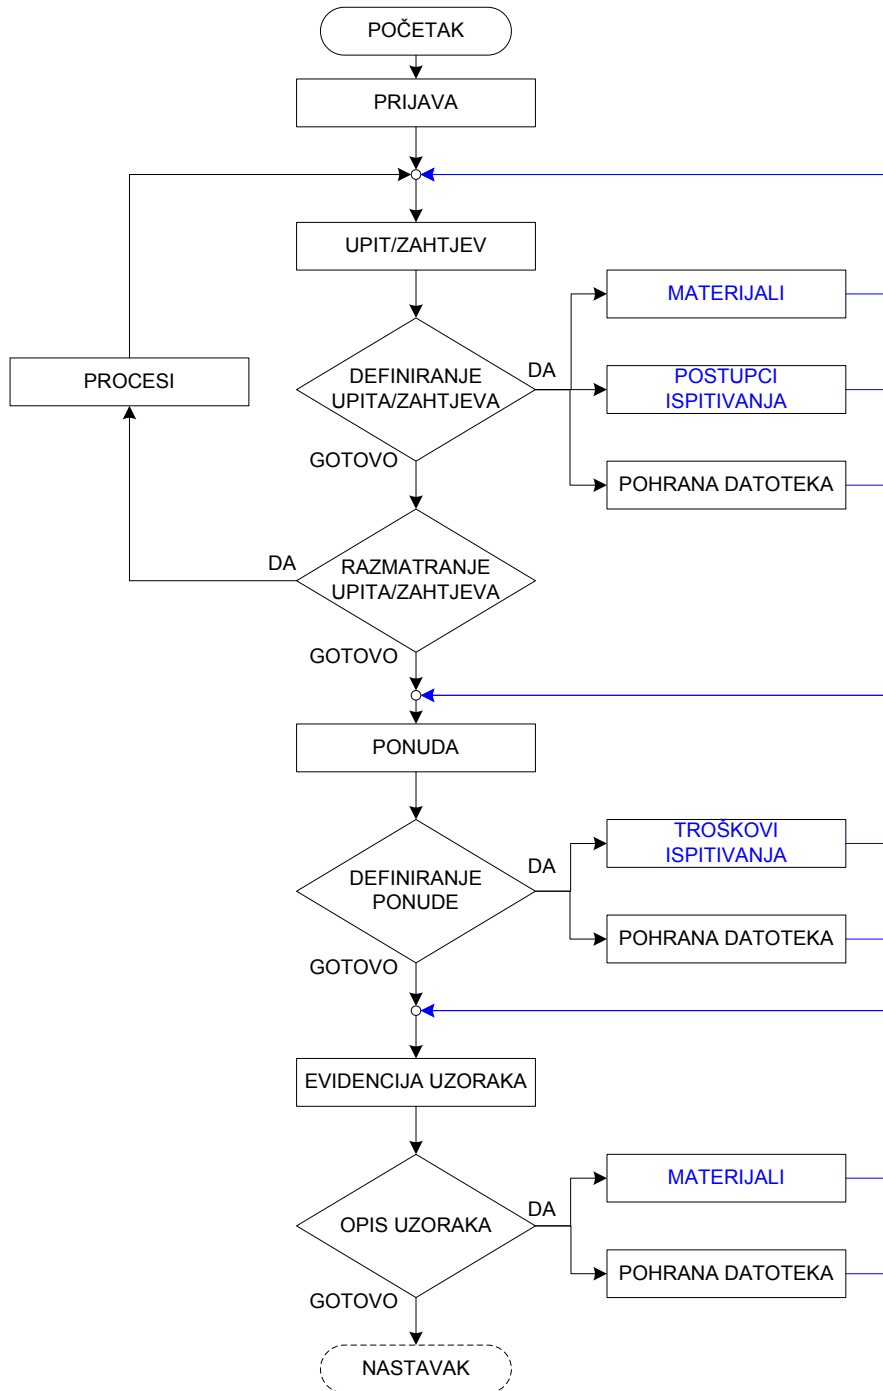 POČETAK
PRIJAVA
UPIT/ZAHTJEV
MATERIJALI
PROCESI
DEFINIRANJE
UPITA/ZAHTJEVA
DA
POSTUPCI
ISPITIVANJA
GOTOVO
POHRANA DATOTEKA
DA
RAZMATRANJE
UPITA/ZAHTJEVA
GOTOVO
PONUDA
TROŠKOVI
ISPITIVANJA
DEFINIRANJE
PONUDE
DA
POHRANA DATOTEKA
GOTOVO
EVIDENCIJA UZORAKA
MATERIJALI
DA
OPIS UZORAKA
POHRANA DATOTEKA
GOTOVO
NASTAVAK